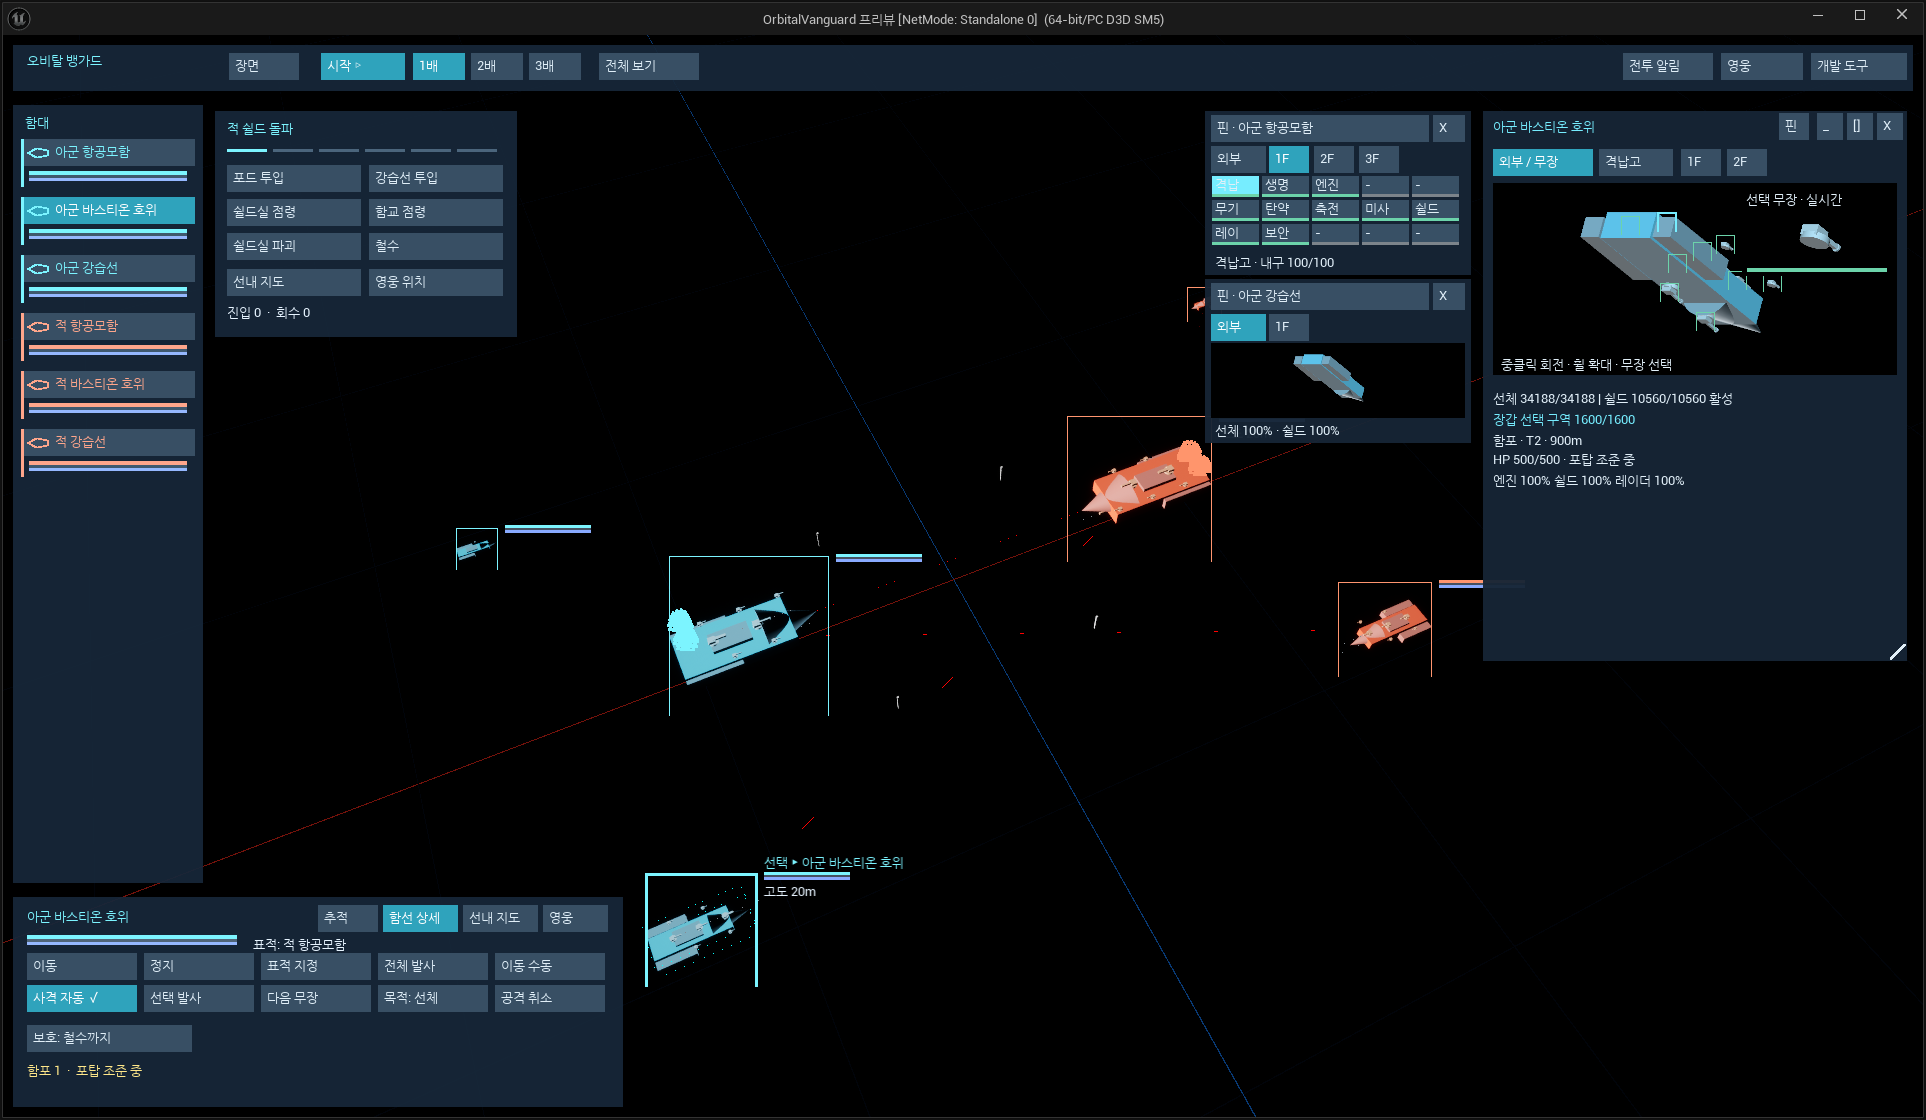 OrbitalVanguard 프리뷰 [NetMode: Standalone 0] (64-bit/PC D3D SM5)
오비탈 뱅가드
장면
시작 ▷
1배
2배
3배
전체 보기
전투 알림
영웅
개발 도구
함대
아군 항공모함
아군 바스티온 호위
아군 강습선
적 항공모함
적 바스티온 호위
적 강습선
적 쉴드 돌파
포드 투입
강습선 투입
쉴드실 점령
함교 점령
쉴드실 파괴
철수
선내 지도
영웅 위치
진입 0 · 회수 0
핀 · 아군 항공모함
X
외부
1F
2F
3F
격납
생명
엔진
-
-
무기
탄약
축전
미사
쉴드
레이
보안
-
-
-
격납고 · 내구 100/100
핀 · 아군 강습선
X
외부
1F
선체 100% · 쉴드 100%
아군 바스티온 호위
핀
_
[]
X
외부 / 무장
격납고
1F
2F
선택 무장 · 실시간
중클릭 회전 · 휠 확대 · 무장 선택
선체 34188/34188 | 쉴드 10560/10560 활성
장갑 선택 구역 1600/1600
함포 · T2 · 900m
HP 500/500 · 포탑 조준 중
엔진 100% 쉴드 100% 레이더 100%
선택 ▸ 아군 바스티온 호위
고도 20m
아군 바스티온 호위
추적
함선 상세
선내 지도
영웅
표적: 적 항공모함
이동
정지
표적 지정
전체 발사
이동 수동
사격 자동 √
선택 발사
다음 무장
목적: 선체
공격 취소
보호: 철수까지
함포 1 · 포탑 조준 중